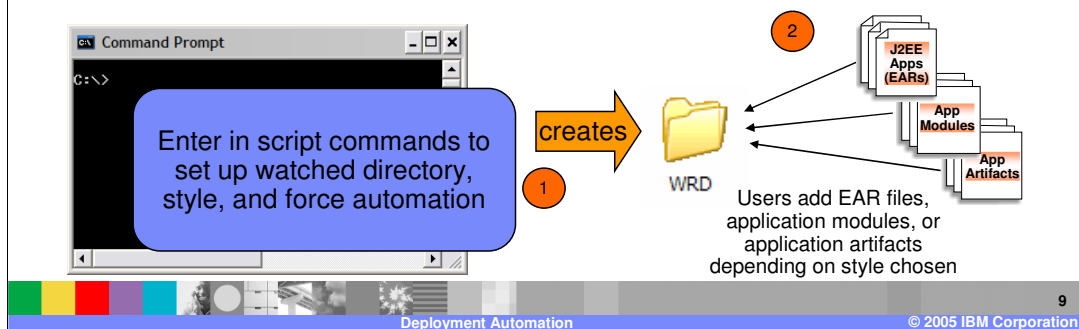 Command Prompt
C:\>
Enter in script commands to
set up watched directory,
style, and force automation
creates
1
WRD
2
J2EE
Apps
(EARs)
App
Modules
App
Artifacts
Users add EAR files,
application modules, or
application artifacts
depending on style chosen
9
Deployment Automation
© 2005 IBM Corporation